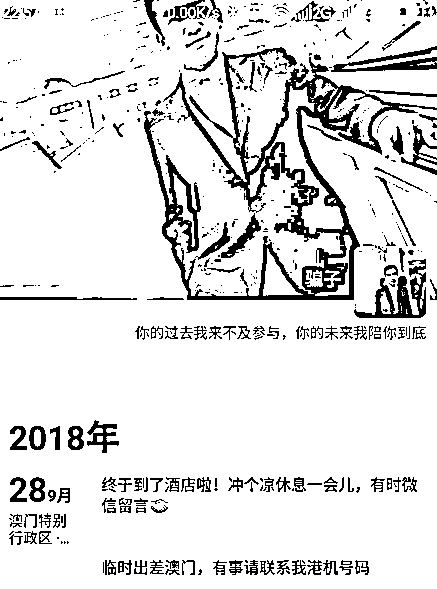 0.00K/s
2G
骗子
你的过去我来不及参与，你的未来我陪你到底
2018年
28 9月
终于到了酒店啦！冲个凉休息一会儿，有时微
信留言
澳门特别
行政区·...
临时出差澳门，有事请联系我港机号码